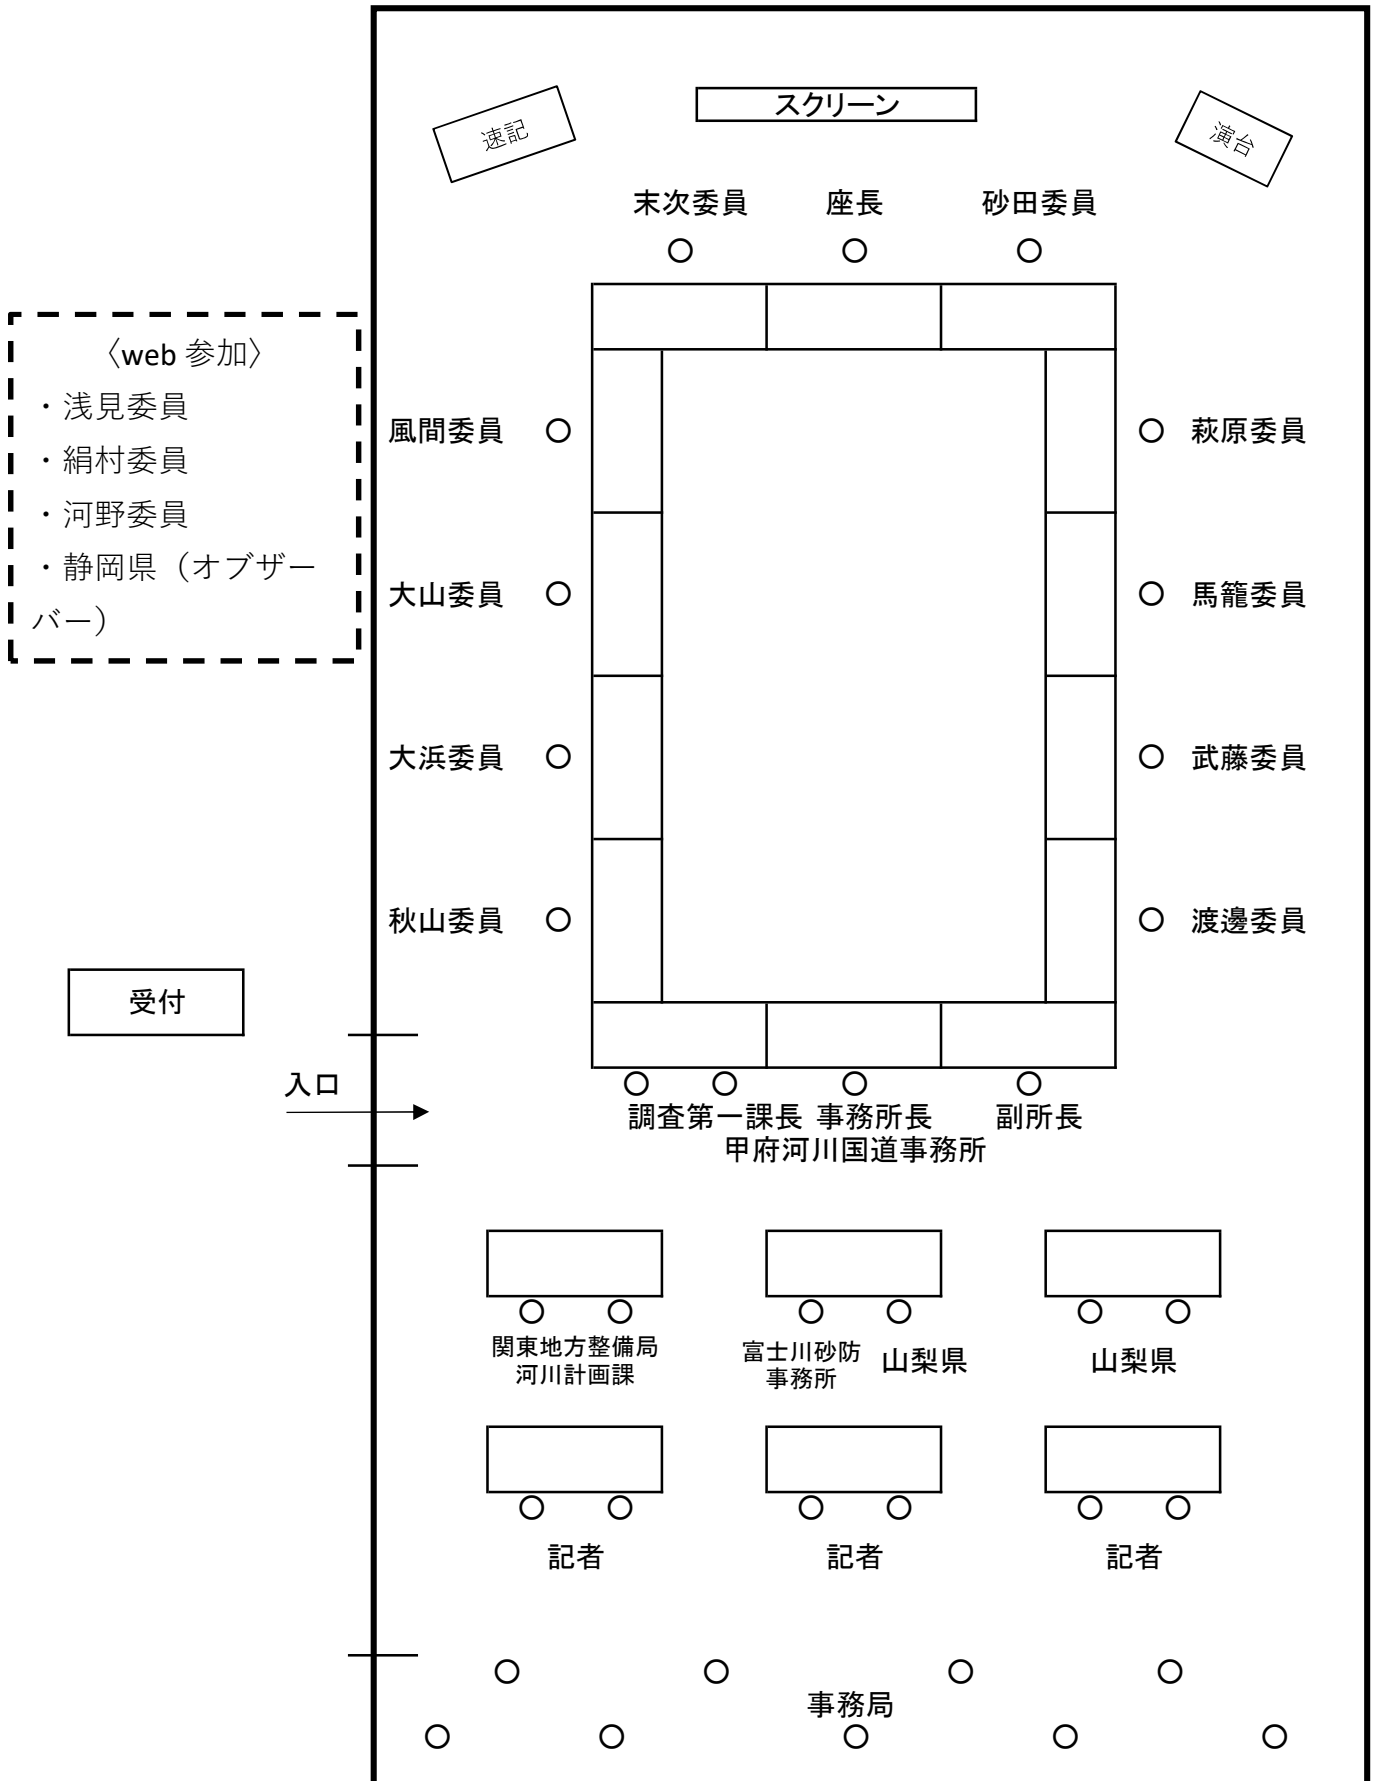 スクリーン
速記
演台
末次委員
座長
砂田委員
〈web 参加〉
・浅見委員
・絹村委員
・河野委員
・静岡県（オブザー
バー）
風間委員
萩原委員
大山委員
馬籠委員
大浜委員
武藤委員
秋山委員
渡邊委員
受付
入口
調査第一課長
事務所長
副所長
甲府河川国道事務所
関東地方整備局
河川計画課
富士川砂防
事務所
山梨県
山梨県
記者
記者
記者
事務局